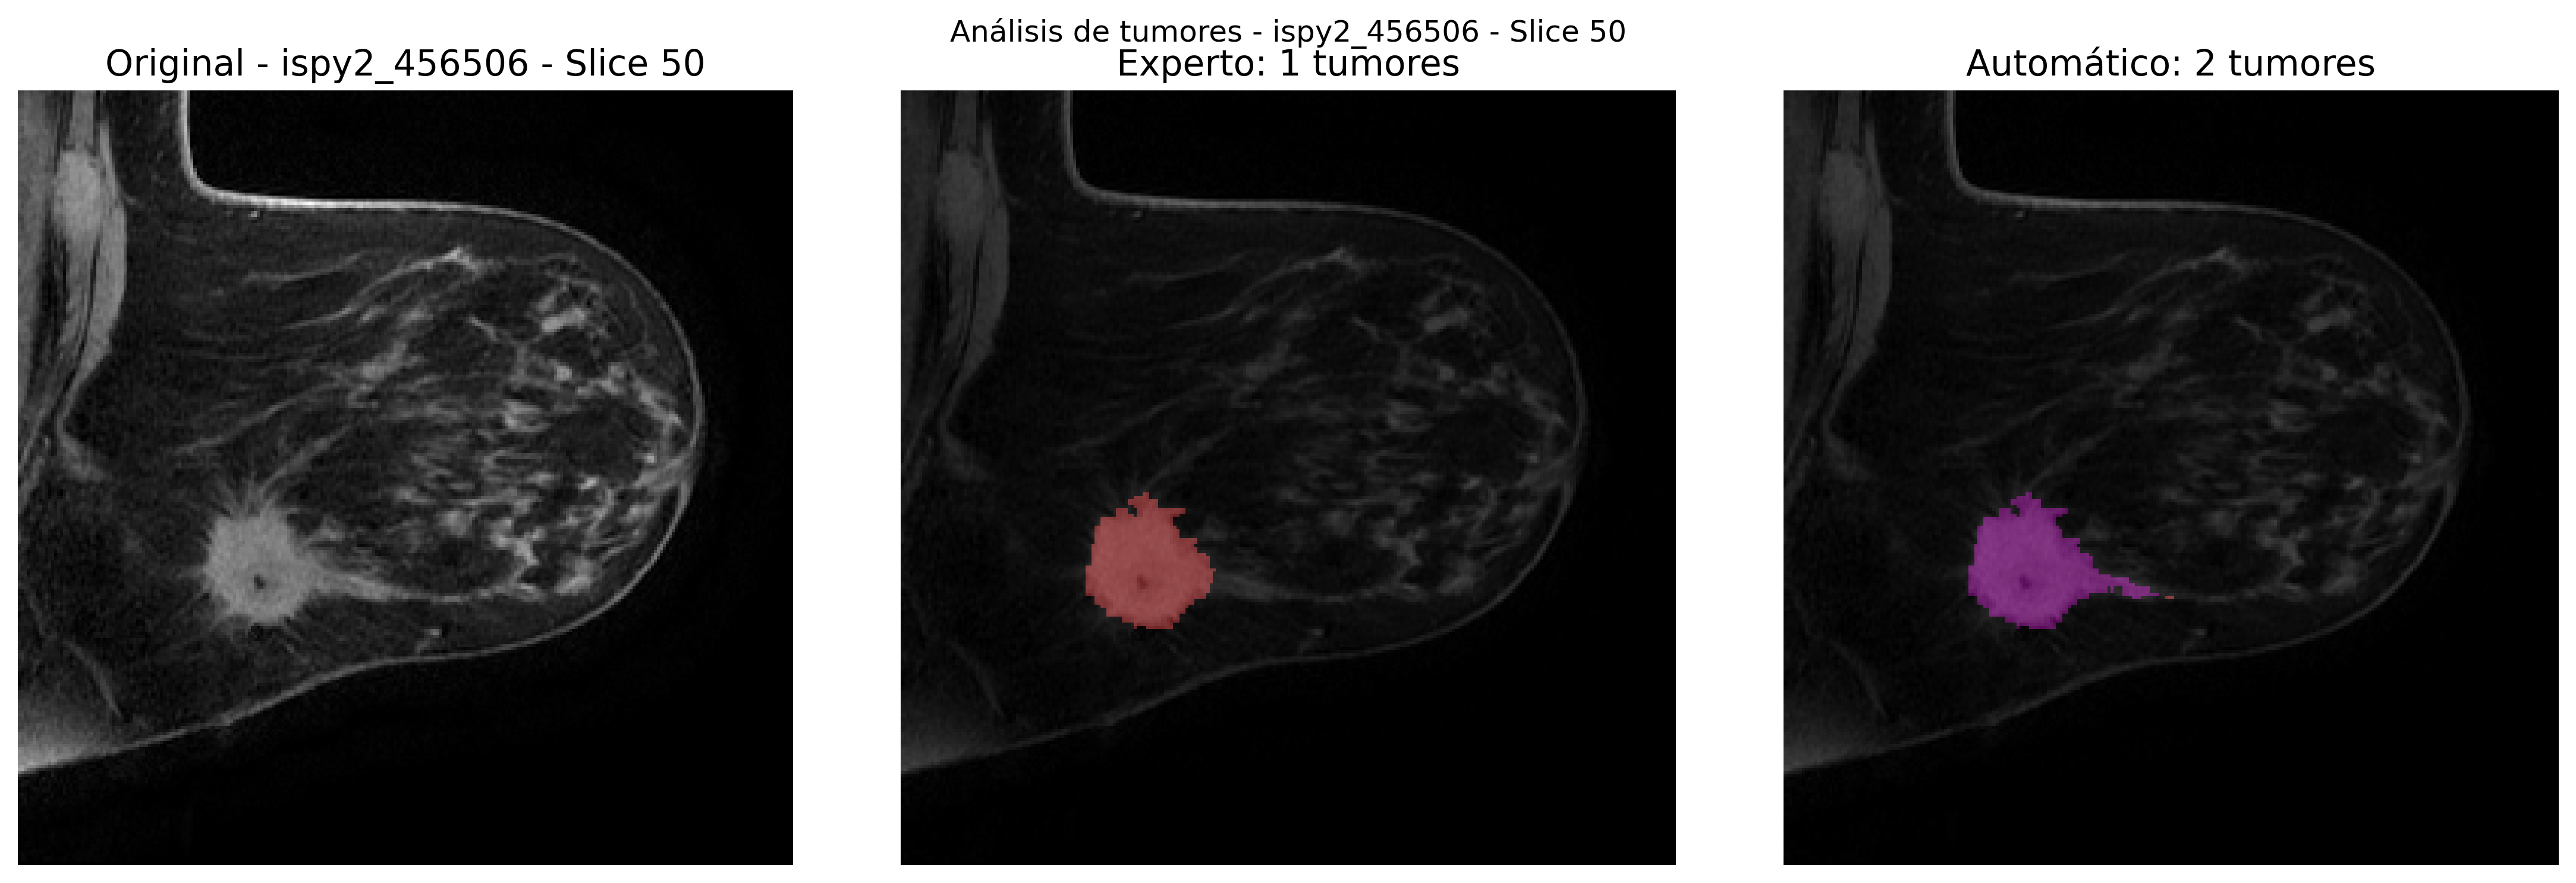 Análisis de tumores - ispy2_456506 - Slice 50
Original - ispy2_456506 - Slice 50
Experto: 1 tumores
Automático: 2 tumores